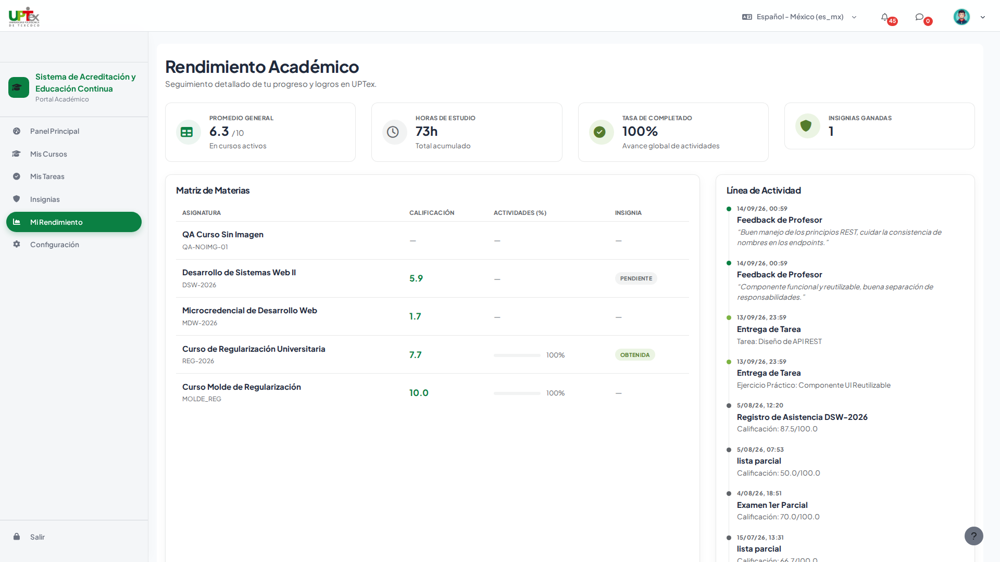 UPTex
UNIVERSIDAD POLITÉCNICA
DE TEXCOCO
Español - México (es_mx)
45
0
Sistema de Acreditación y
Educación Continua
Portal Académico
Panel Principal
Mis Cursos
Mis Tareas
Insignias
Mi Rendimiento
Configuración
Salir
Rendimiento Académico
Seguimiento detallado de tu progreso y logros en UPTex.
PROMEDIO GENERAL
6.3 / 10
En cursos activos
HORAS DE ESTUDIO
73h
Total acumulado
TASA DE COMPLETADO
100%
Avance global de actividades
INSIGNIAS GANADAS
1
Matriz de Materias
ASIGNATURA CALIFICACIÓN ACTIVIDADES (%) INSIGNIA
QA Curso Sin Imagen
QA-NOIMG-01
— — —
Desarrollo de Sistemas Web II
DSW-2026
5.9 — PENDIENTE
Microcredencial de Desarrollo Web
MDW-2026
1.7 — —
Curso de Regularización Universitaria
REG-2026
7.7 100% OBTENIDA
Curso Molde de Regularización
MOLDE_REG
10.0 100% —
Línea de Actividad
14/09/26, 00:59
Feedback de Profesor
“Buen manejo de los principios REST, cuidar la consistencia de
nombres en los endpoints.”
14/09/26, 00:59
Feedback de Profesor
“Componente funcional y reutilizable, buena separación de
responsabilidades.”
13/09/26, 23:59
Entrega de Tarea
Tarea: Diseño de API REST
13/09/26, 23:59
Entrega de Tarea
Ejercicio Práctico: Componente UI Reutilizable
5/08/26, 12:20
Registro de Asistencia DSW-2026
Calificación: 87.5/100.0
5/08/26, 07:53
lista parcial
Calificación: 50.0/100.0
4/08/26, 18:51
Examen 1er Parcial
Calificación: 70.0/100.0
15/07/26, 13:31
lista parcial
Calificación: 66.7/100.0
?